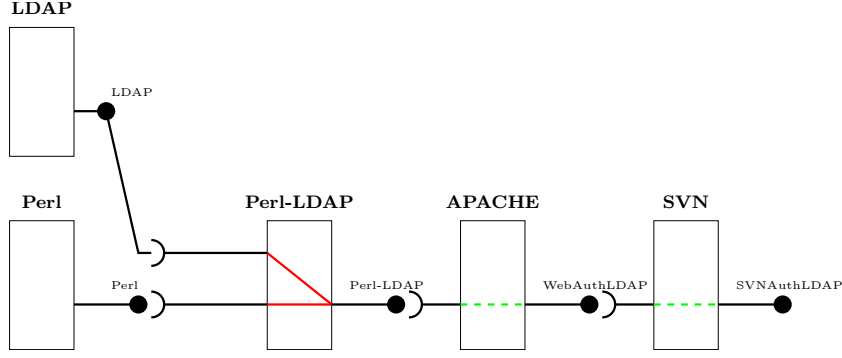 LDAP
LDAP
Perl
Perl-LDAP
APACHE
SVN
Perl
Perl-LDAP
WebAuthLDAP
SVNAuthLDAP